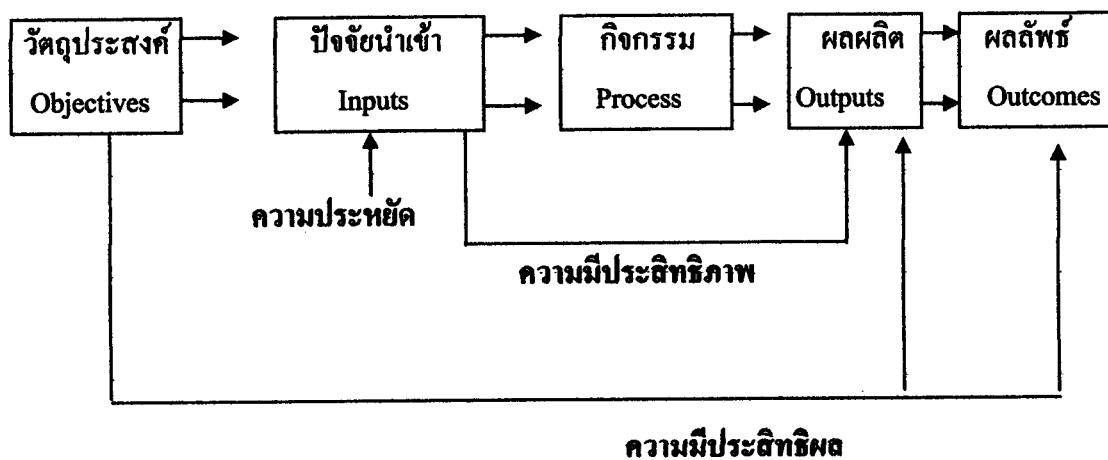 วัตถุประสงค์
Objectives
ปัจจัยนำเข้า
Inputs
กิจกรรม
Process
ผลผลิต
Outputs
ผลลัพธ์
Outcomes
ความประหยัด
ความมีประสิทธิภาพ
ความมีประสิทธิผล